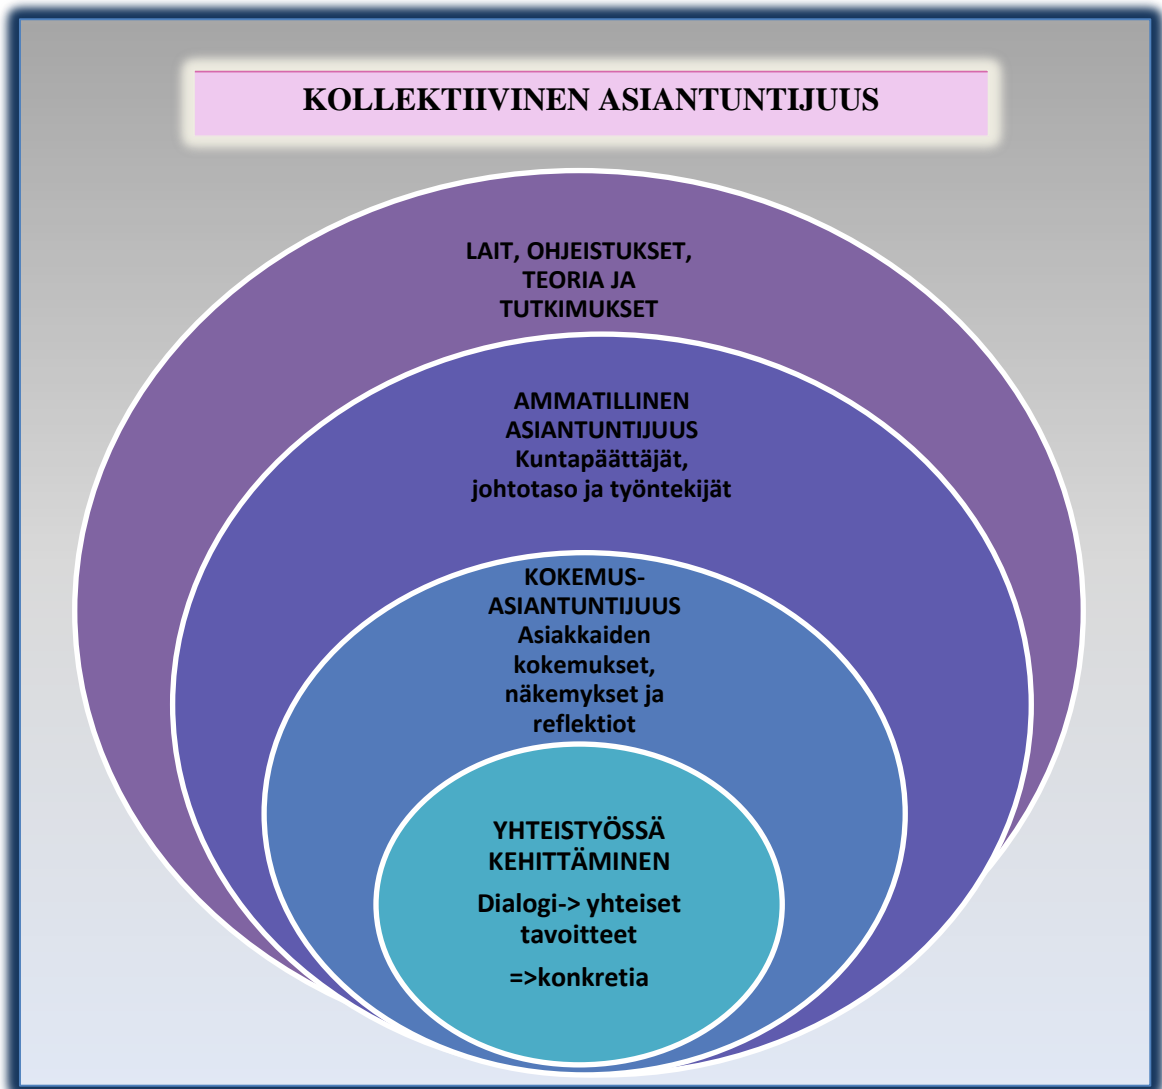 KOLLEKTIIVINEN ASIANTUNTIJUUS
LAIT, OHJEISTUKSET,
TEORIA JA
TUTKIMUKSET
AMMATILLINEN
ASIANTUNTIJUUS
Kuntapäättäjät,
johtotaso ja työntekijät
KOKEMUS-
ASIANTUNTIJUUS
Asiakkaiden
kokemukset,
näkemykset ja
reflektiot
YHTEISTYÖSSÄ
KEHITTÄMINEN
Dialogi-> yhteiset
tavoitteet
=>konkretia